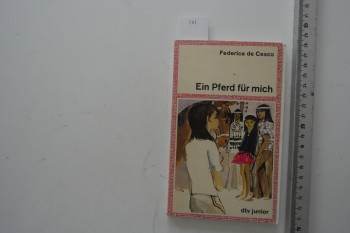 Federica de Cesco
Ein Pferd für mich
dtv junior